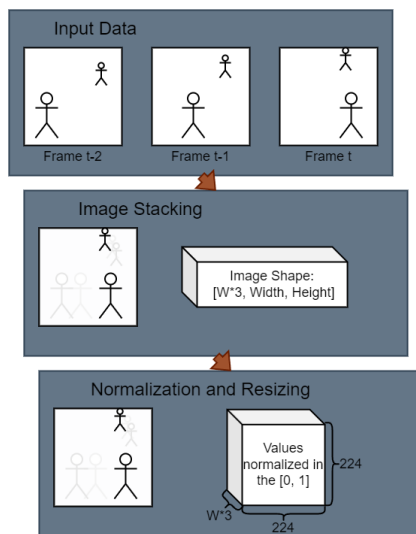 Input Data
Frame t-2
Frame t-1
Frame t
Image Stacking
Image Shape:
[W*3, Width, Height]
Normalization and Resizing
Values
normalized in
the [0, 1]
224
W*3
224